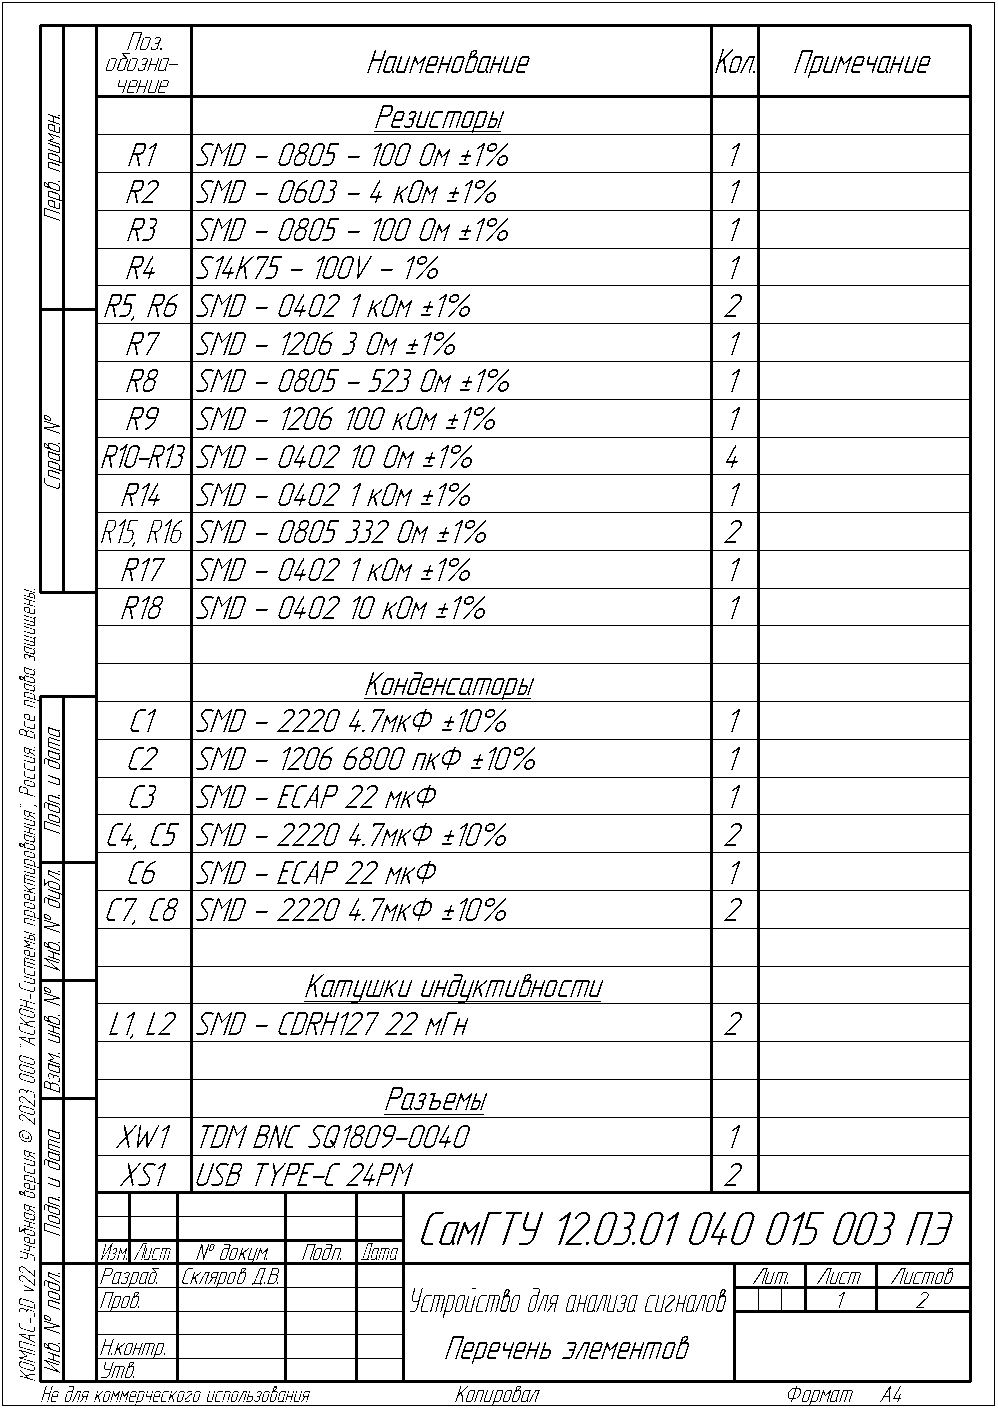 Поз. обозна-чение Наименование Кол. Примечание
Резисторы
R1 SMD - 0805 - 100 Ом ±1% 1
R2 SMD - 0603 - 4 кОм ±1% 1
R3 SMD - 0805 - 100 Ом ±1% 1
R4 S14K75 - 100V - 1% 1
R5, R6 SMD - 0402 1 кОм ±1% 2
R7 SMD - 1206 3 Ом ±1% 1
R8 SMD - 0805 - 523 Ом ±1% 1
R9 SMD - 1206 100 кОм ±1% 1
R10-R13 SMD - 0402 10 Ом ±1% 4
R14 SMD - 0402 1 кОм ±1% 1
R15, R16 SMD - 0805 332 Ом ±1% 2
R17 SMD - 0402 1 кОм ±1% 1
R18 SMD - 0402 10 кОм ±1% 1
Конденсаторы
C1 SMD - 2220 4.7мкФ ±10% 1
C2 SMD - 1206 6800 пкФ ±10% 1
C3 SMD - ECAP 22 мкФ 1
C4, C5 SMD - 2220 4.7мкФ ±10% 2
C6 SMD - ECAP 22 мкФ 1
C7, C8 SMD - 2220 4.7мкФ ±10% 2
Катушки индуктивности
L1, L2 SMD - CDRH127 22 мГн 2
Разъемы
XW1 TDM BNC SQ1809-0040 1
XS1 USB TYPE-C 24PM 2
Перв. примен.
Справ. №
Подп. и дата
Инв. № дубл.
Взам. инв. №
Подп. и дата
Инв. № подл.
КОМПАС-3D v22 Учебная версия © 2023 ООО "АСКОН-Системы проектирования", Россия. Все права защищены.
СамГТУ 12.03.01 040 015 003 ПЭ
Изм. Лист № докум. Подп. Дата
Разраб. Скляров Д.В.
Пров.
Н.контр.
Утв.
Устройство для анализа сигналов
Перечень элементов
Лит. Лист Листов
1 2
Не для коммерческого использования Копировал Формат A4